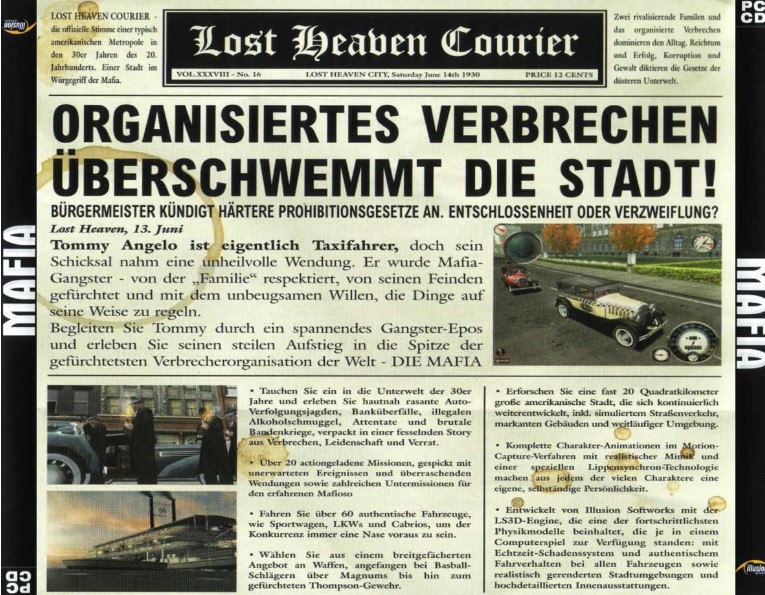 LOST HEAVEN COURIER -
die offizielle Stimme einer typisch
amerikanischen Metropole in
den 30er Jahren des 20.
Jahrhunderts. Einer Stadt im
Würgegriff der Mafia.
Lost Heaven Courier
VOL.XXXVIII - No. 16 LOST HEAVEN CITY, Saturday June 14th 1930 PRICE 12 CENTS
Zwei rivalisierende Familen und
das organisierte Verbrechen
dominieren den Alltag. Reichtum
und Erfolg, Korruption und
Gewalt diktieren die Gesetze der
düsteren Unterwelt.
PC
CD
ORGANISIERTES VERBRECHEN
ÜBERSCHWEMMT DIE STADT!
BÜRGERMEISTER KÜNDIGT HÄRTERE PROHIBITIONSGESETZE AN. ENTSCHLOSSENHEIT ODER VERZWEIFLUNG?
Lost Heaven, 13. Juni
Tommy Angelo ist eigentlich Taxifahrer, doch sein
Schicksal nahm eine unheilvolle Wendung. Er wurde Mafia-
Gangster - von der „Familie“ respektiert, von seinen Feinden
gefürchtet und mit dem unbeugsamen Willen, die Dinge auf
seine Weise zu regeln.
Begleiten Sie Tommy durch ein spannendes Gangster-Epos
und erleben Sie seinen steilen Aufstieg in die Spitze der
gefürchtetsten Verbrecherorganisation der Welt - DIE MAFIA
• Tauchen Sie ein in die Unterwelt der 30er
Jahre und erleben Sie hautnah rasante Auto-
Verfolgungsjagden, Banküberfälle, illegalen
Alkoholschmuggel, Attentate und brutale
Bandenkriege, verpackt in einer fesselnden Story
aus Verbrechen, Leidenschaft und Verrat.
• Über 20 actiongeladene Missionen, gespickt mit
unerwarteten Ereignissen und überraschenden
Wendungen sowie zahlreichen Untermissionen für
den erfahrenen Mafioso
• Fahren Sie über 60 authentische Fahrzeuge,
wie Sportwagen, LKWs und Cabrios, um der
Konkurrenz immer eine Nase voraus zu sein.
• Wählen Sie aus einem breitgefächerten
Angebot an Waffen, angefangen bei Basball-
Schlägern über Magnums bis hin zum
gefürchteten Thompson-Gewehr.
• Erforschen Sie eine fast 20 Quadratkilometer
große amerikanische Stadt, die sich kontinuierlich
weiterentwickelt, inkl. simuliertem Straßenverkehr,
markanten Gebäuden und weitläufiger Umgebung.
• Komplette Charakter-Animationen im Motion-
Capture-Verfahren mit realistischer Mimik und
einer speziellen Lippensynchron-Technologie
machen aus jedem der vielen Charaktere eine
eigene, selbständige Persönlichkeit.
• Entwickelt von Illusion Softworks mit der
LS3D-Engine, die eine der fortschrittlichsten
Physikmodelle beinhaltet, die je in einem
Computerspiel zur Verfügung standen: mit
Echtzeit-Schadenssystem und authentischem
Fahrverhalten bei allen Fahrzeugen sowie
realistisch gerenderten Stadtumgebungen und
hochdetaillierten Innenausstattungen.
MAFIA
MAFIA
PC
CD
illusion